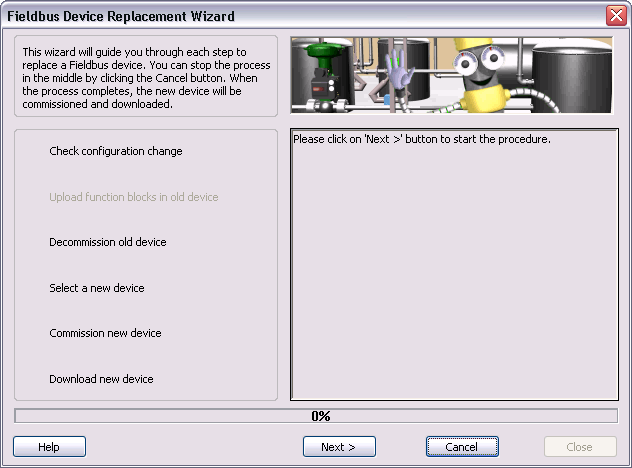 Fieldbus Device Replacement Wizard
This wizard will guide you through each step to
replace a Fieldbus device. You can stop the process
in the middle by clicking the Cancel button. When
the process completes, the new device will be
commissioned and downloaded.
Check configuration change
Upload function blocks in old device
Decommission old device
Select a new device
Commission new device
Download new device
Please click on 'Next >' button to start the procedure.
0%
Help
Next >
Cancel
Close